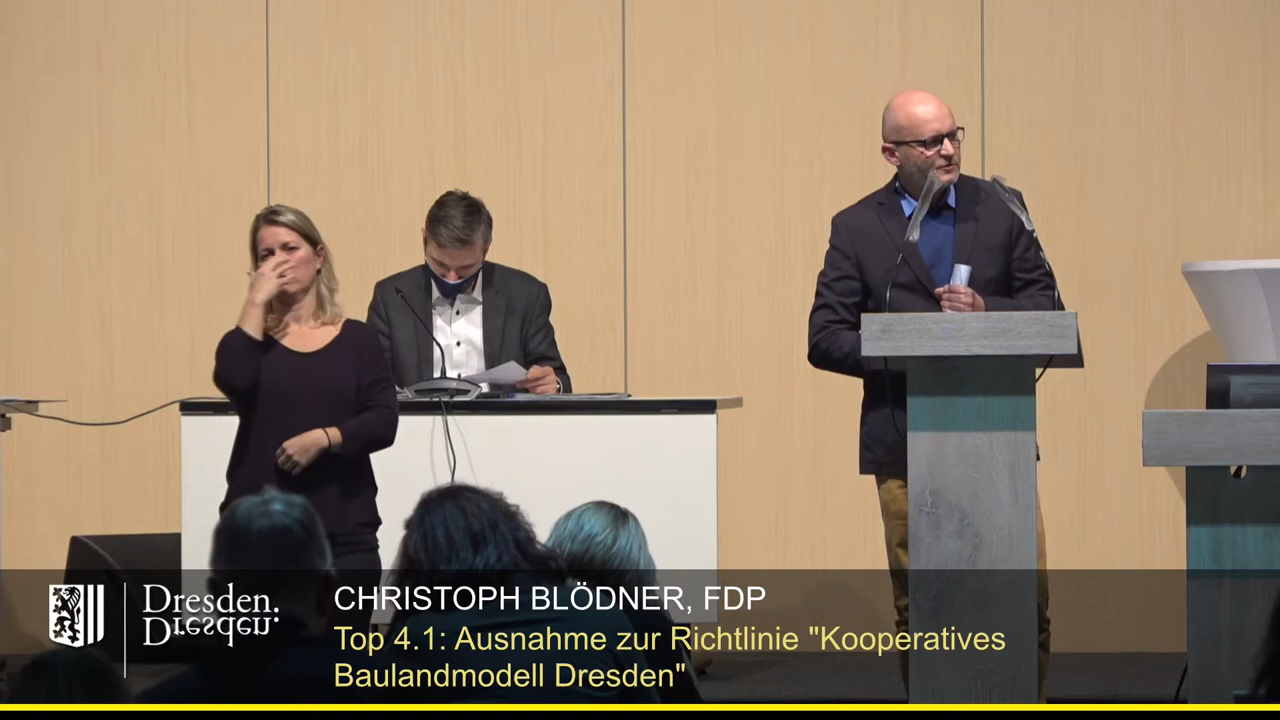 Dresden.
Dresden.
CHRISTOPH BLÖDNER, FDP
Top 4.1: Ausnahme zur Richtlinie "Kooperatives
Baulandmodell Dresden"